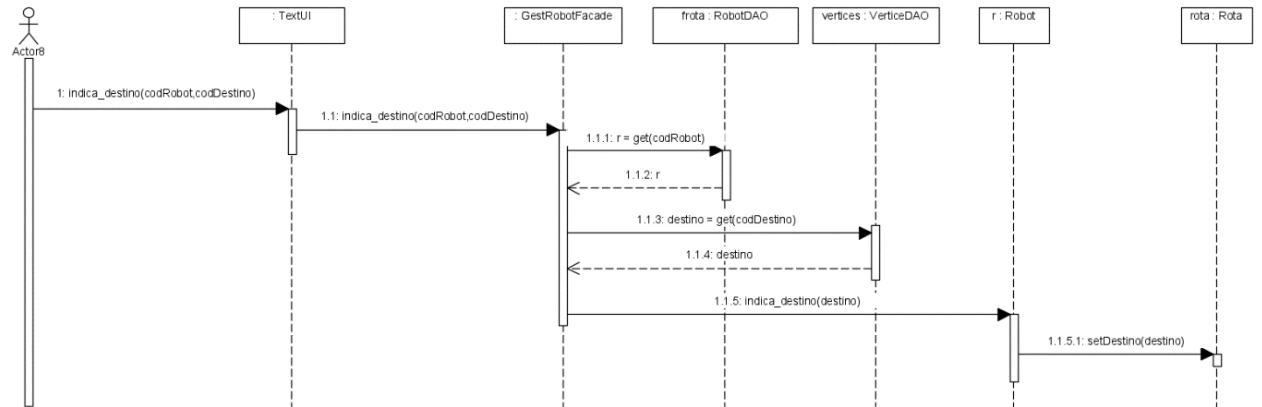 : TextUI
: GestRobotFacade
frota : RobotDAO
vertices : VerticeDAO
r : Robot
rota : Rota
Actor8
1: indica_destino(codRobot,codDestino)
1.1: indica_destino(codRobot,codDestino)
1.1.1: r = get(codRobot)
1.1.2: r
1.1.3: destino = get(codDestino)
1.1.4: destino
1.1.5: indica_destino(destino)
1.1.5.1: setDestino(destino)